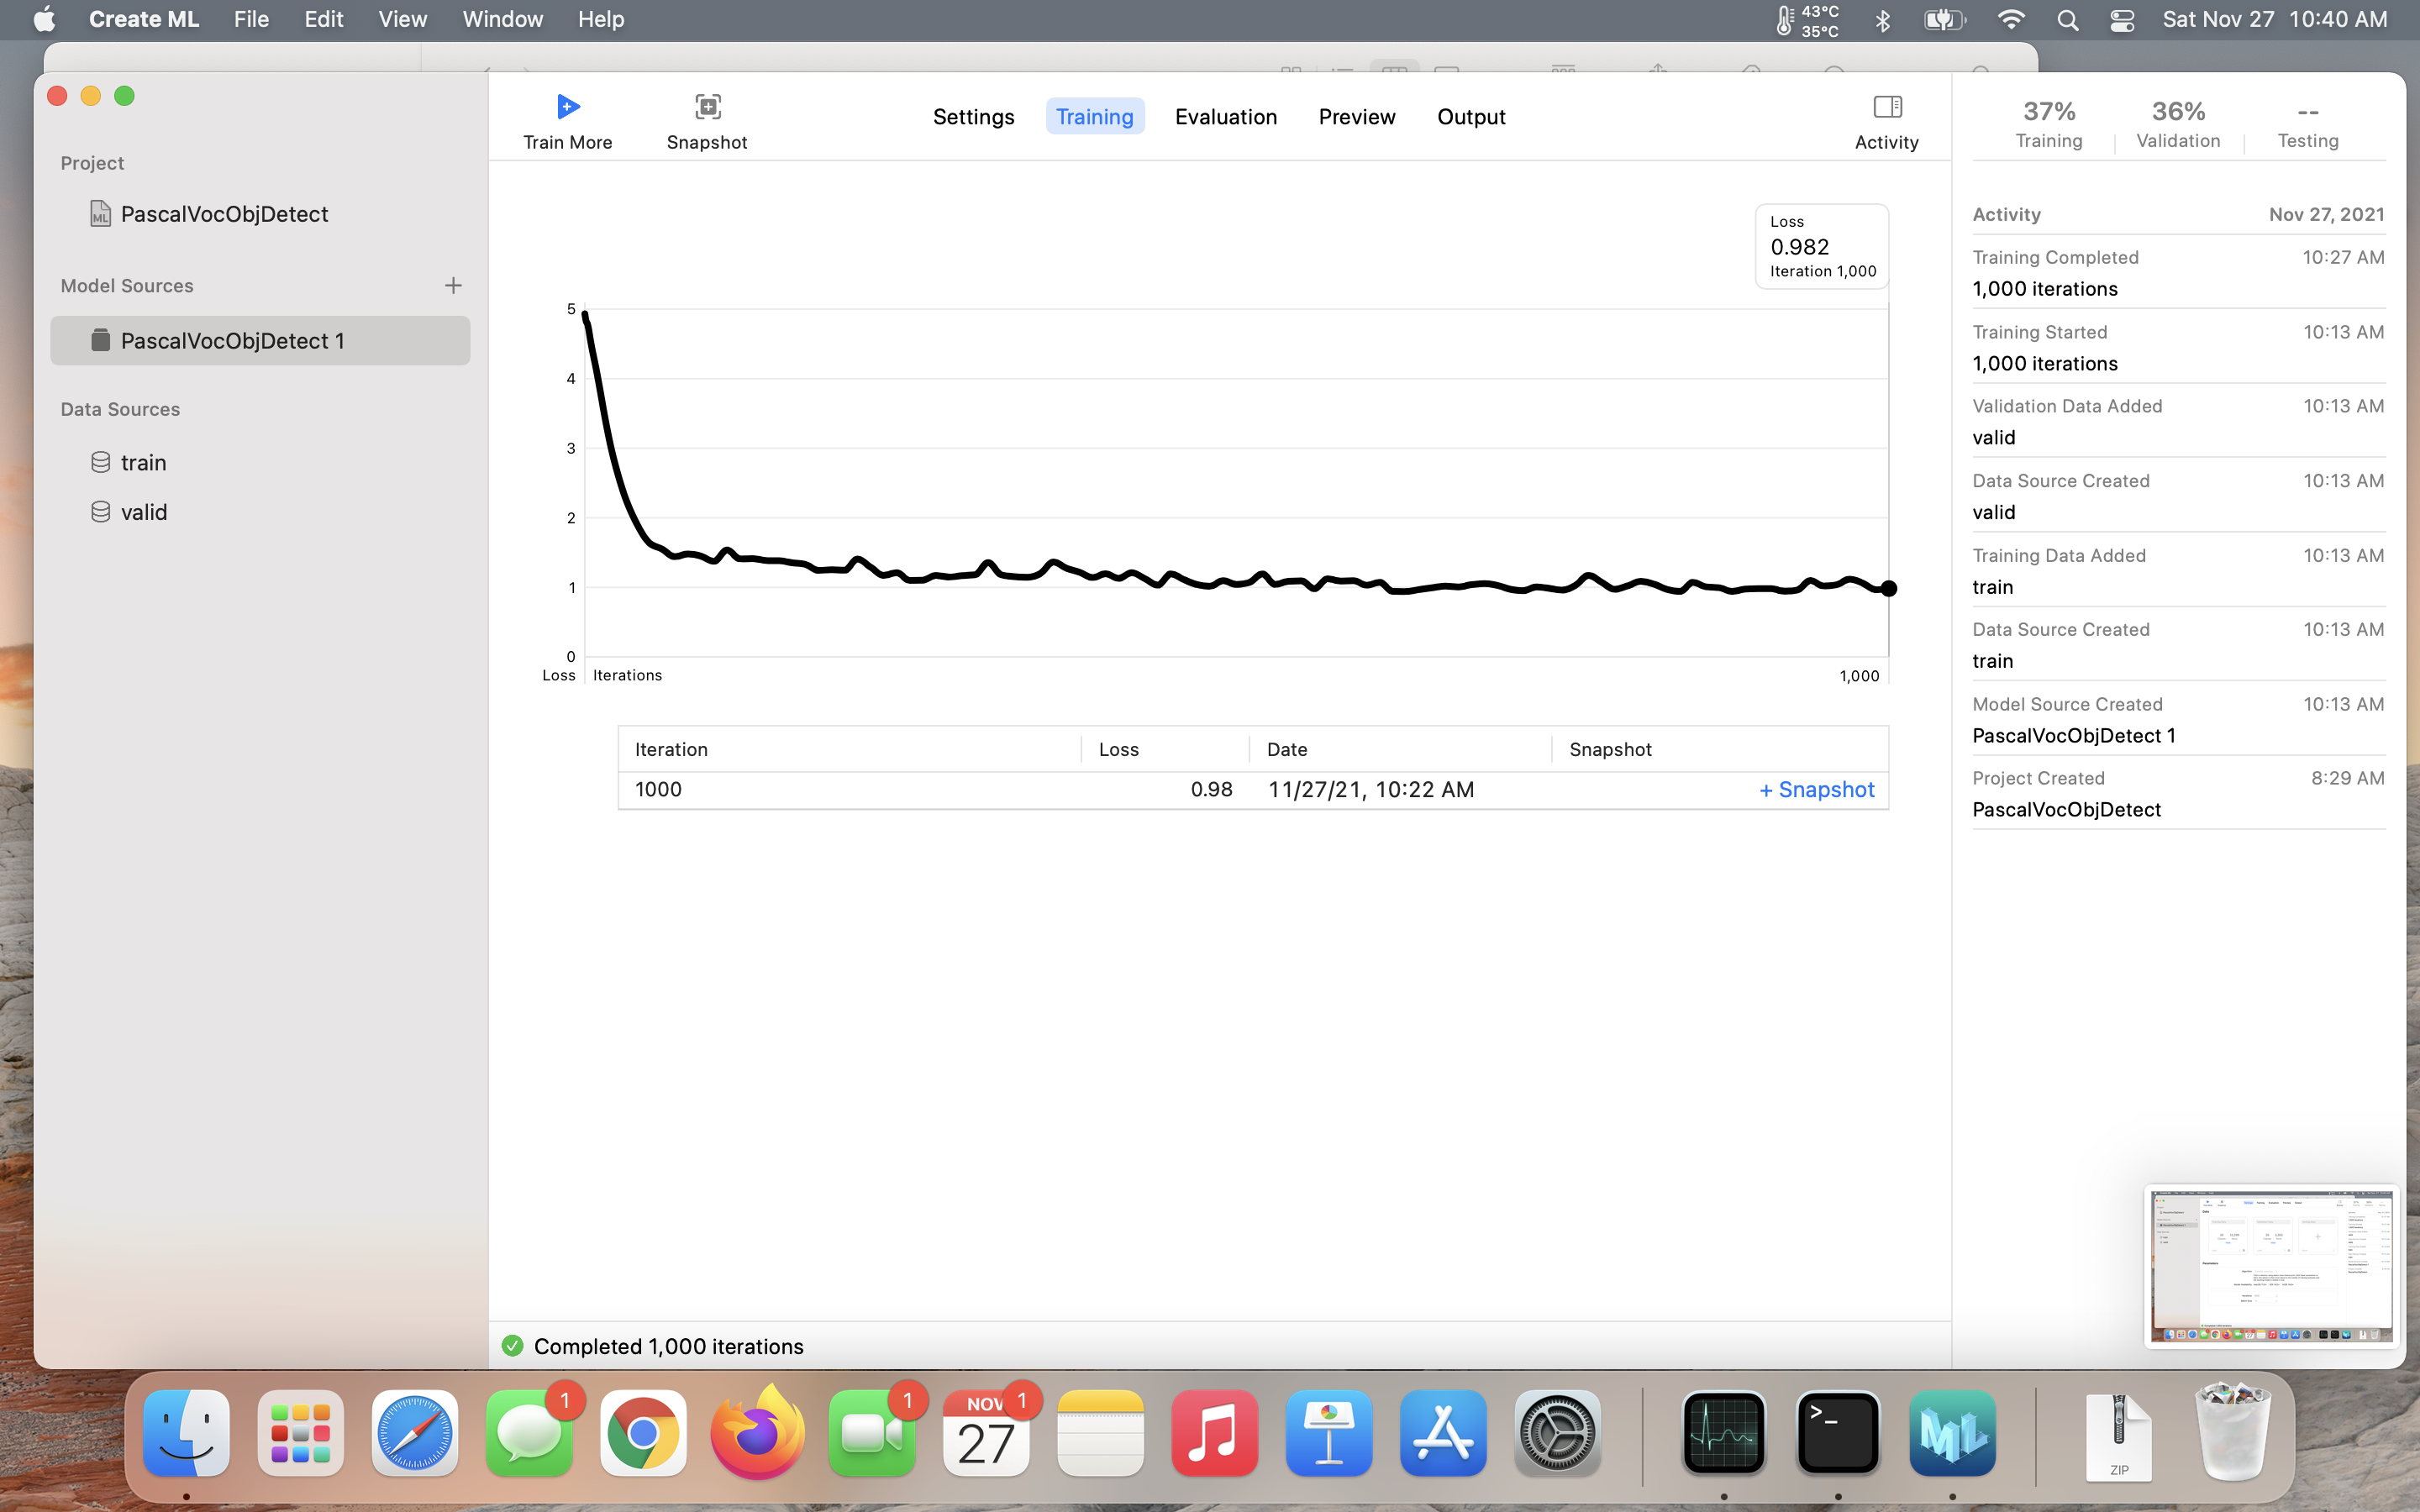 Create ML File Edit View Window Help 43°C 35°C Sat Nov 27 10:40 AM
Train More Snapshot Settings Training Evaluation Preview Output Activity
37% 36% --
Training Validation Testing
Project
PascalVocObjDetect
Model Sources +
PascalVocObjDetect 1
Data Sources
train
valid
Loss
0.982
Iteration 1,000
5
4
3
2
1
0
Loss Iterations 1,000
Iteration Loss Date Snapshot
1000 0.98 11/27/21, 10:22 AM + Snapshot
Completed 1,000 iterations
Activity Nov 27, 2021
Training Completed 10:27 AM
1,000 iterations
Training Started 10:13 AM
1,000 iterations
Validation Data Added 10:13 AM
valid
Data Source Created 10:13 AM
valid
Training Data Added 10:13 AM
train
Data Source Created 10:13 AM
train
Model Source Created 10:13 AM
PascalVocObjDetect 1
Project Created 8:29 AM
PascalVocObjDetect
1
1
NOV 1
27
>_
ML
ZIP